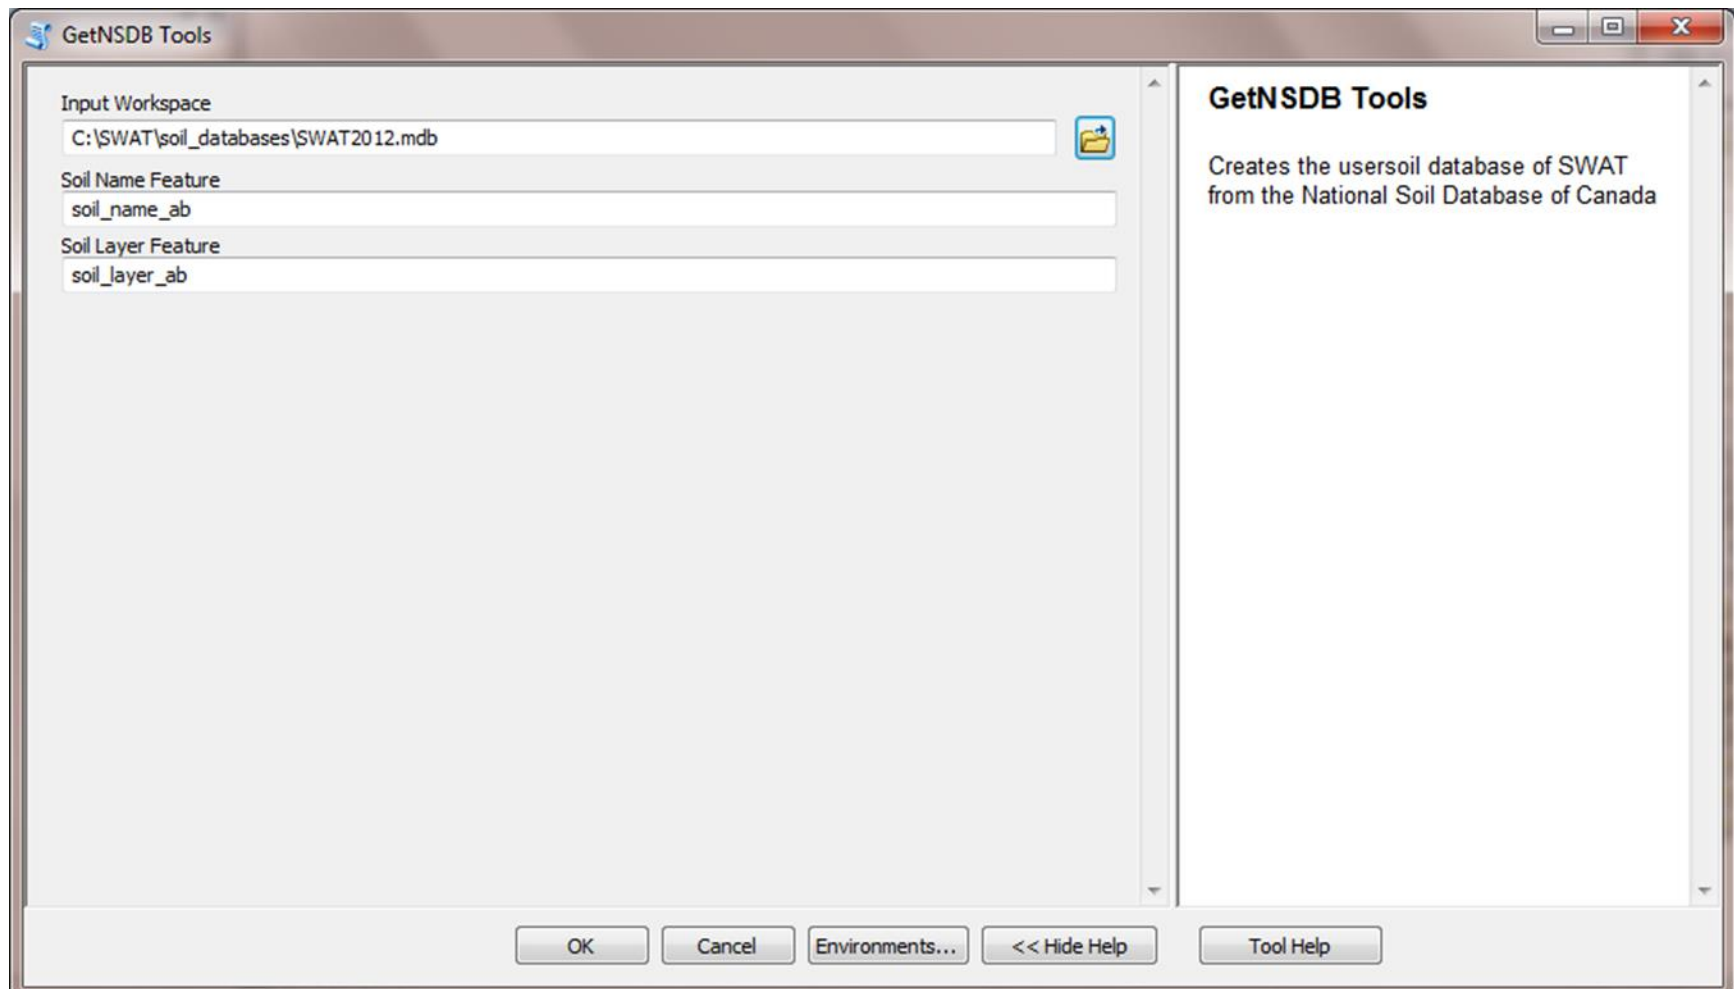 GetNSDB Tools
Input Workspace
C:\SWAT\soil_databases\SWAT2012.mdb
Soil Name Feature
soil_name_ab
Soil Layer Feature
soil_layer_ab
GetNSDB Tools
Creates the usersoil database of SWAT
from the National Soil Database of Canada
OK
Cancel
Environments...
<< Hide Help
Tool Help